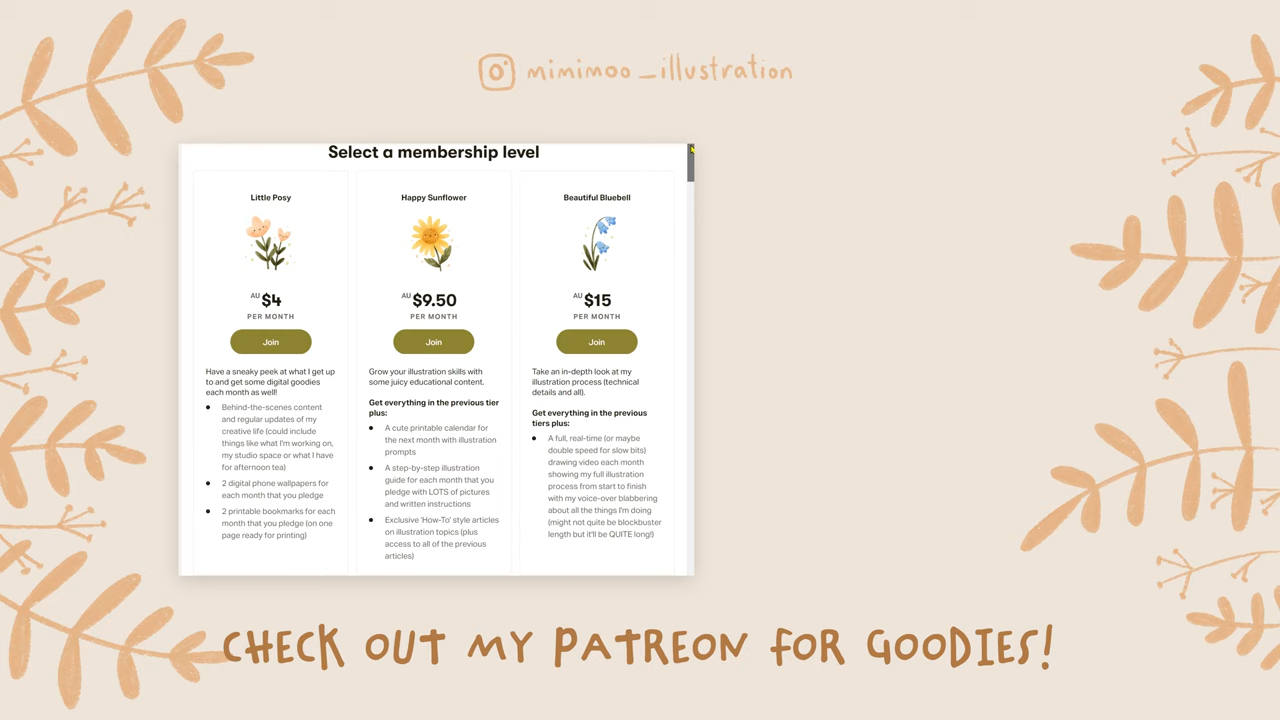 mimimoo_illustration
Select a membership level
Little Posy
AU $4
PER MONTH
Join
Have a sneaky peek at what I get up
to and get some digital goodies
each month as well!
Behind-the-scenes content
and regular updates of my
creative life (could include
things like what I'm working on,
my studio space or what I have
for afternoon tea)
2 digital phone wallpapers for
each month that you pledge
2 printable bookmarks for each
month that you pledge (on one
page ready for printing)
Happy Sunflower
AU $9.50
PER MONTH
Join
Grow your illustration skills with
some juicy educational content.
Get everything in the previous tier
plus:
A cute printable calendar for
the next month with illustration
prompts
A step-by-step illustration
guide for each month that you
pledge with LOTS of pictures
and written instructions
Exclusive 'How-To' style articles
on illustration topics (plus
access to all of the previous
articles)
Beautiful Bluebell
AU $15
PER MONTH
Join
Take an in-depth look at my
illustration process (technical
details and all).
Get everything in the previous
tiers plus:
A full, real-time (or maybe
double speed for slow bits)
drawing video each month
showing my full illustration
process from start to finish
with my voice-over blabbering
about all the things I'm doing
(might not quite be blockbuster
length but it'll be QUITE long!)
CHECK OUT MY PATREON FOR GOODIES!